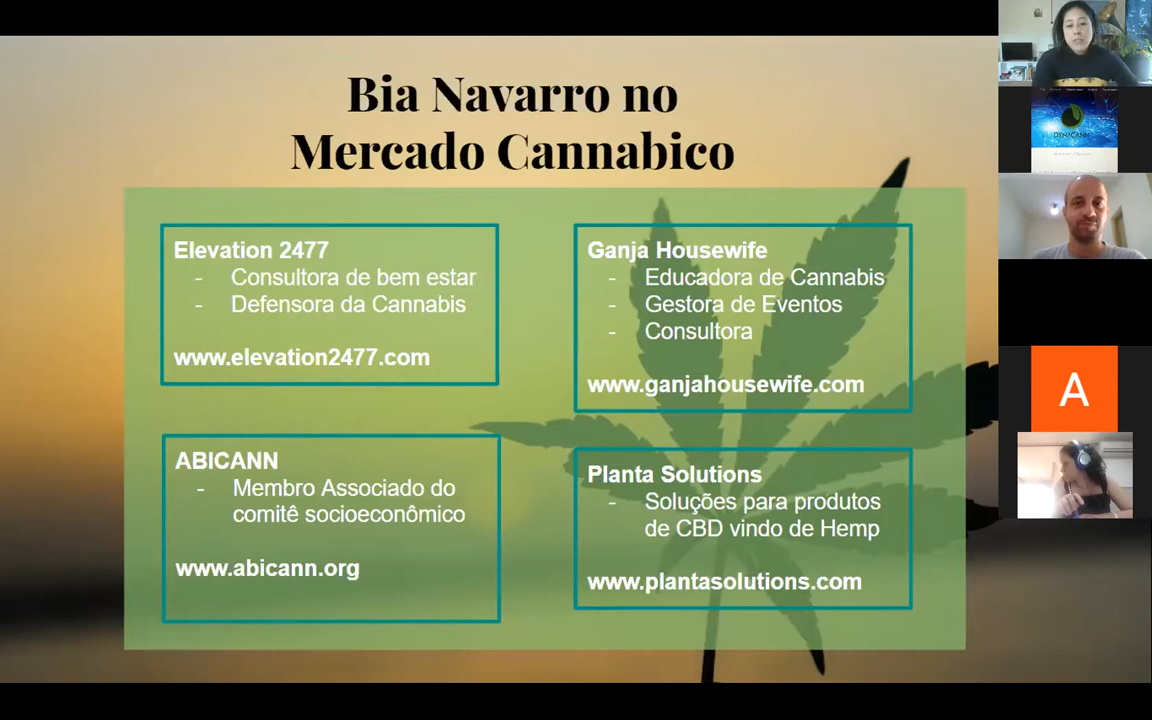 Bia Navarro no
Mercado Cannabico
Elevation 2477
- Consultora de bem estar
- Defensora da Cannabis
www.elevation2477.com
Ganja Housewife
- Educadora de Cannabis
- Gestora de Eventos
- Consultora
www.ganjahousewife.com
ABICANN
- Membro Associado do
comitê socioeconômico
www.abicann.org
Planta Solutions
- Soluções para produtos
de CBD vindo de Hemp
www.plantasolutions.com
DYNACANN
A